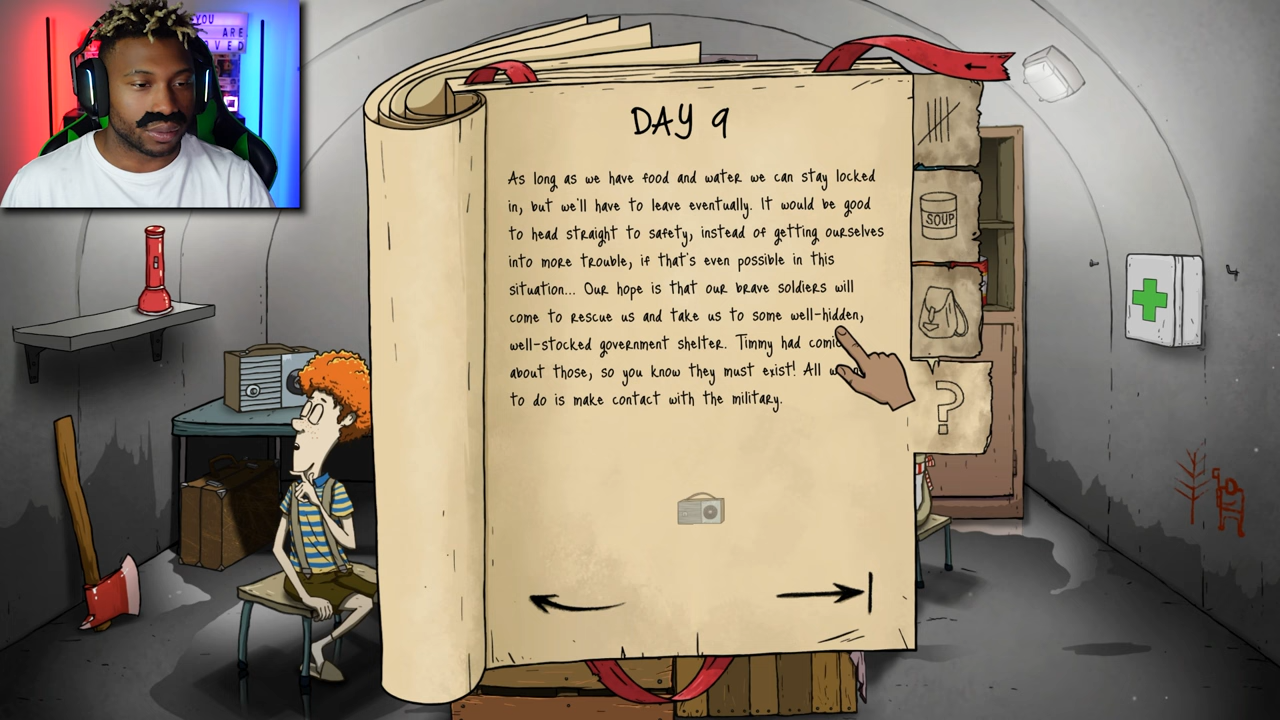 YOU
ARE
DAY 9
As long as we have food and water we can stay locked
in, but we'll have to leave eventually. It would be good
to head straight to safety, instead of getting ourselves
into more trouble, if that's even possible in this
situation... Our hope is that our brave soldiers will
come to rescue us and take us to some well-hidden,
well-stocked government shelter. Timmy had
about those, so you know they must exist! All
to do is make contact with the military.
SOUP
?